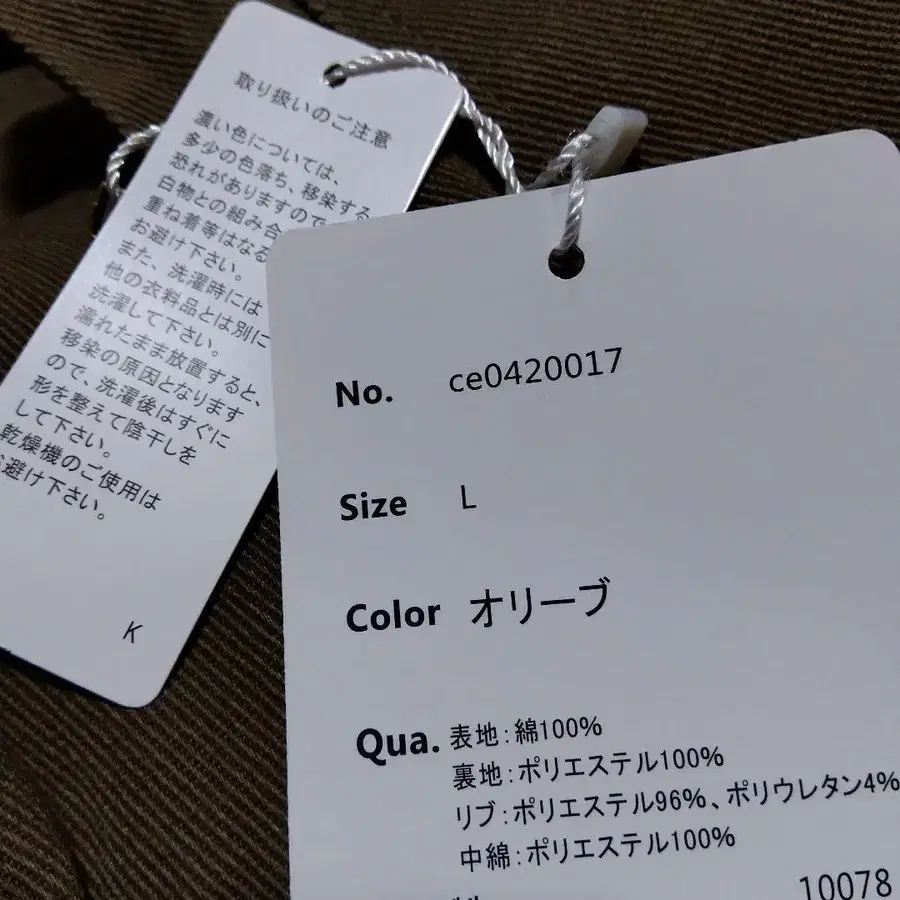 取り扱いのご注意
濃い色については、
多少の色落ち、移染する
恐れがありますので
白物との組み合
重ね着等はなる
お避け下さい。
また、洗濯時には
他の衣料品とは別に
洗濯して下さい。
濡れたまま放置すると、
移染の原因となります
ので、洗濯後はすぐに
形を整えて陰干しを
して下さい。
乾燥機のご使用は
避け下さい。
K
No. ce0420017
Size L
Color オリーブ
Qua. 表地:綿100%
裏地:ポリエステル100%
リブ:ポリエステル96%、ポリウレタン4%
中綿:ポリエステル100%
10078